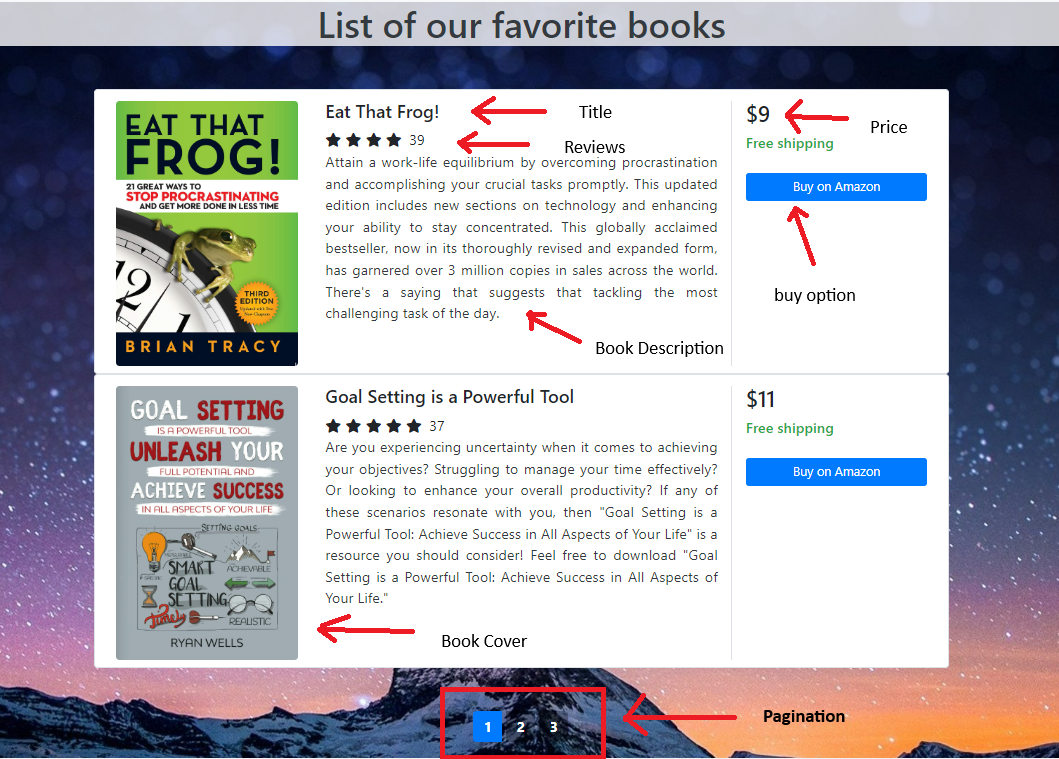 List of our favorite books
EAT THAT
FROG!
21 GREAT WAYS TO
STOP PROCRASTINATING
AND GET MORE DONE IN LESS TIME
12
11
THIRD
EDITION
Updated with Two
New Chapters
BRIAN TRACY
Eat That Frog!
Title
39
Reviews
Attain a work-life equilibrium by overcoming procrastination
and accomplishing your crucial tasks promptly. This updated
edition includes new sections on technology and enhancing
your ability to stay concentrated. This globally acclaimed
bestseller, now in its thoroughly revised and expanded form,
has garnered over 3 million copies in sales across the world.
There's a saying that suggests that tackling the most
challenging task of the day.
Book Description
$9
Price
Free shipping
Buy on Amazon
buy option
GOAL SETTING
IS A POWERFUL TOOL
UNLEASH YOUR
FULL POTENTIAL AND
ACHIEVE SUCCESS
IN ALL ASPECTS OF YOUR LIFE
SETTING GOALS
MEASURABLE
SMART
GOAL
SETTING
ACHIEVABLE
SPECIFIC
Timely
REALISTIC
RYAN WELLS
Goal Setting is a Powerful Tool
37
Are you experiencing uncertainty when it comes to achieving
your objectives? Struggling to manage your time effectively?
Or looking to enhance your overall productivity? If any of
these scenarios resonate with you, then "Goal Setting is a
Powerful Tool: Achieve Success in All Aspects of Your Life" is a
resource you should consider! Feel free to download "Goal
Setting is a Powerful Tool: Achieve Success in All Aspects of
Your Life."
Book Cover
$11
Free shipping
Buy on Amazon
1 2 3
Pagination